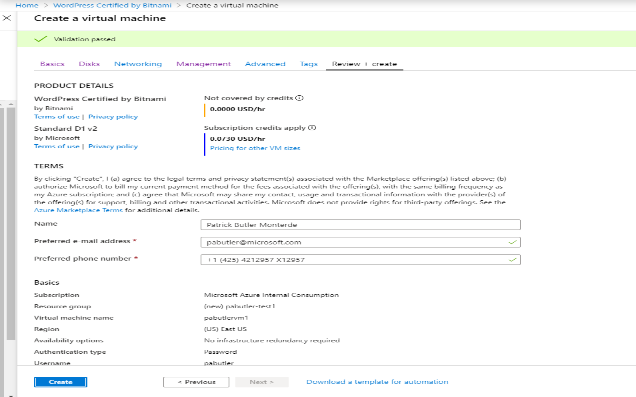 Home > WordPress Certified by Bitnami > Create a virtual machine
Create a virtual machine
Validation passed
Basics Disks Networking Management Advanced Tags Review + create
PRODUCT DETAILS
WordPress Certified by Bitnami
by Bitnami
Terms of use | Privacy policy
Not covered by credits
0.0000 USD/hr
Standard D1 v2
by Microsoft
Terms of use | Privacy policy
Subscription credits apply
0.0730 USD/hr
Pricing for other VM sizes
TERMS
By clicking "Create", I (a) agree to the legal terms and privacy statement(s) associated with the Marketplace offering(s) listed above; (b)
authorize Microsoft to bill my current payment method for the fees associated with the offering(s), with the same billing frequency as
my Azure subscription; and (c) agree that Microsoft may share my contact, usage and transactional information with the provider(s) of
the offering(s) for support, billing and other transactional activities. Microsoft does not provide rights for third-party offerings. See the
Azure Marketplace Terms for additional details.
Name Patrick Butler Monterde
Preferred e-mail address * pabutler@microsoft.com
Preferred phone number * +1 (425) 4212957 X12957
Basics
Subscription Microsoft Azure Internal Consumption
Resource group (new) pabutler-test1
Virtual machine name pabutlervm1
Region (US) East US
Availability options No infrastructure redundancy required
Authentication type Password
Username pabutler
Create < Previous Next > Download a template for automation